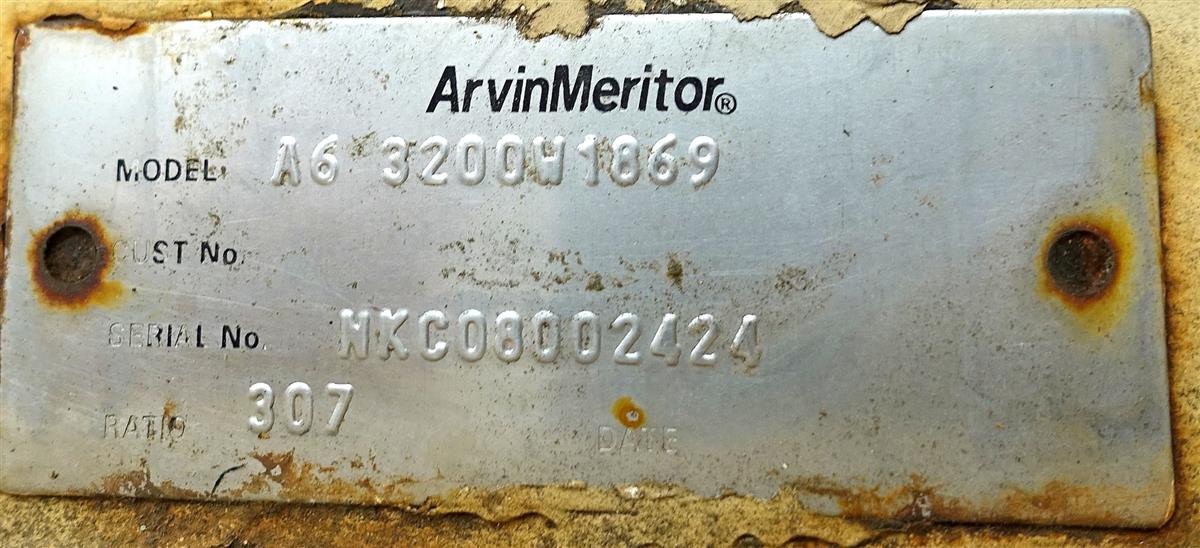 ArvinMeritor®
MODEL A6 3200W1869
CUST No.
SERIAL No. NKC08002424
RATIO 307
DATE